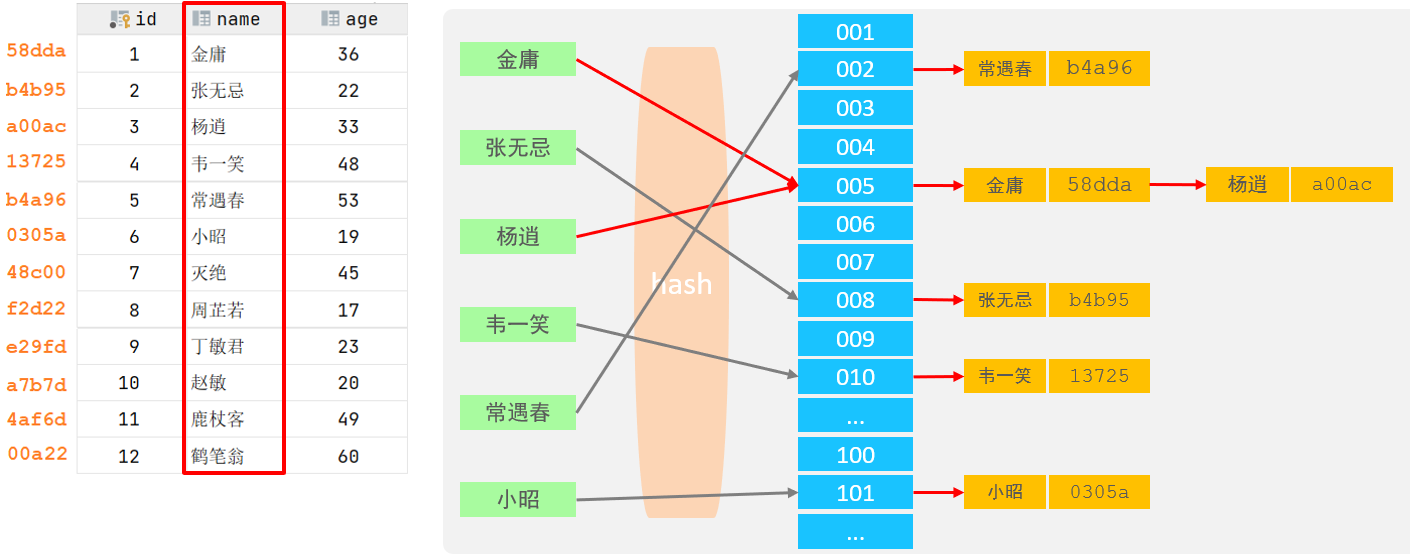 id name age
58dda 1 金庸 36
b4b95 2 张无忌 22
a00ac 3 杨逍 33
13725 4 韦一笑 48
b4a96 5 常遇春 53
0305a 6 小昭 19
48c00 7 灭绝 45
f2d22 8 周芷若 17
e29fd 9 丁敏君 23
a7b7d 10 赵敏 20
4af6d 11 鹿杖客 49
00a22 12 鹤笔翁 60
金庸
张无忌
杨逍
韦一笑
常遇春
小昭
hash
001
002 常遇春 b4a96
003
004
005 金庸 58dda 杨逍 a00ac
006
007
008 张无忌 b4b95
009
010 韦一笑 13725
...
100
101 小昭 0305a
...